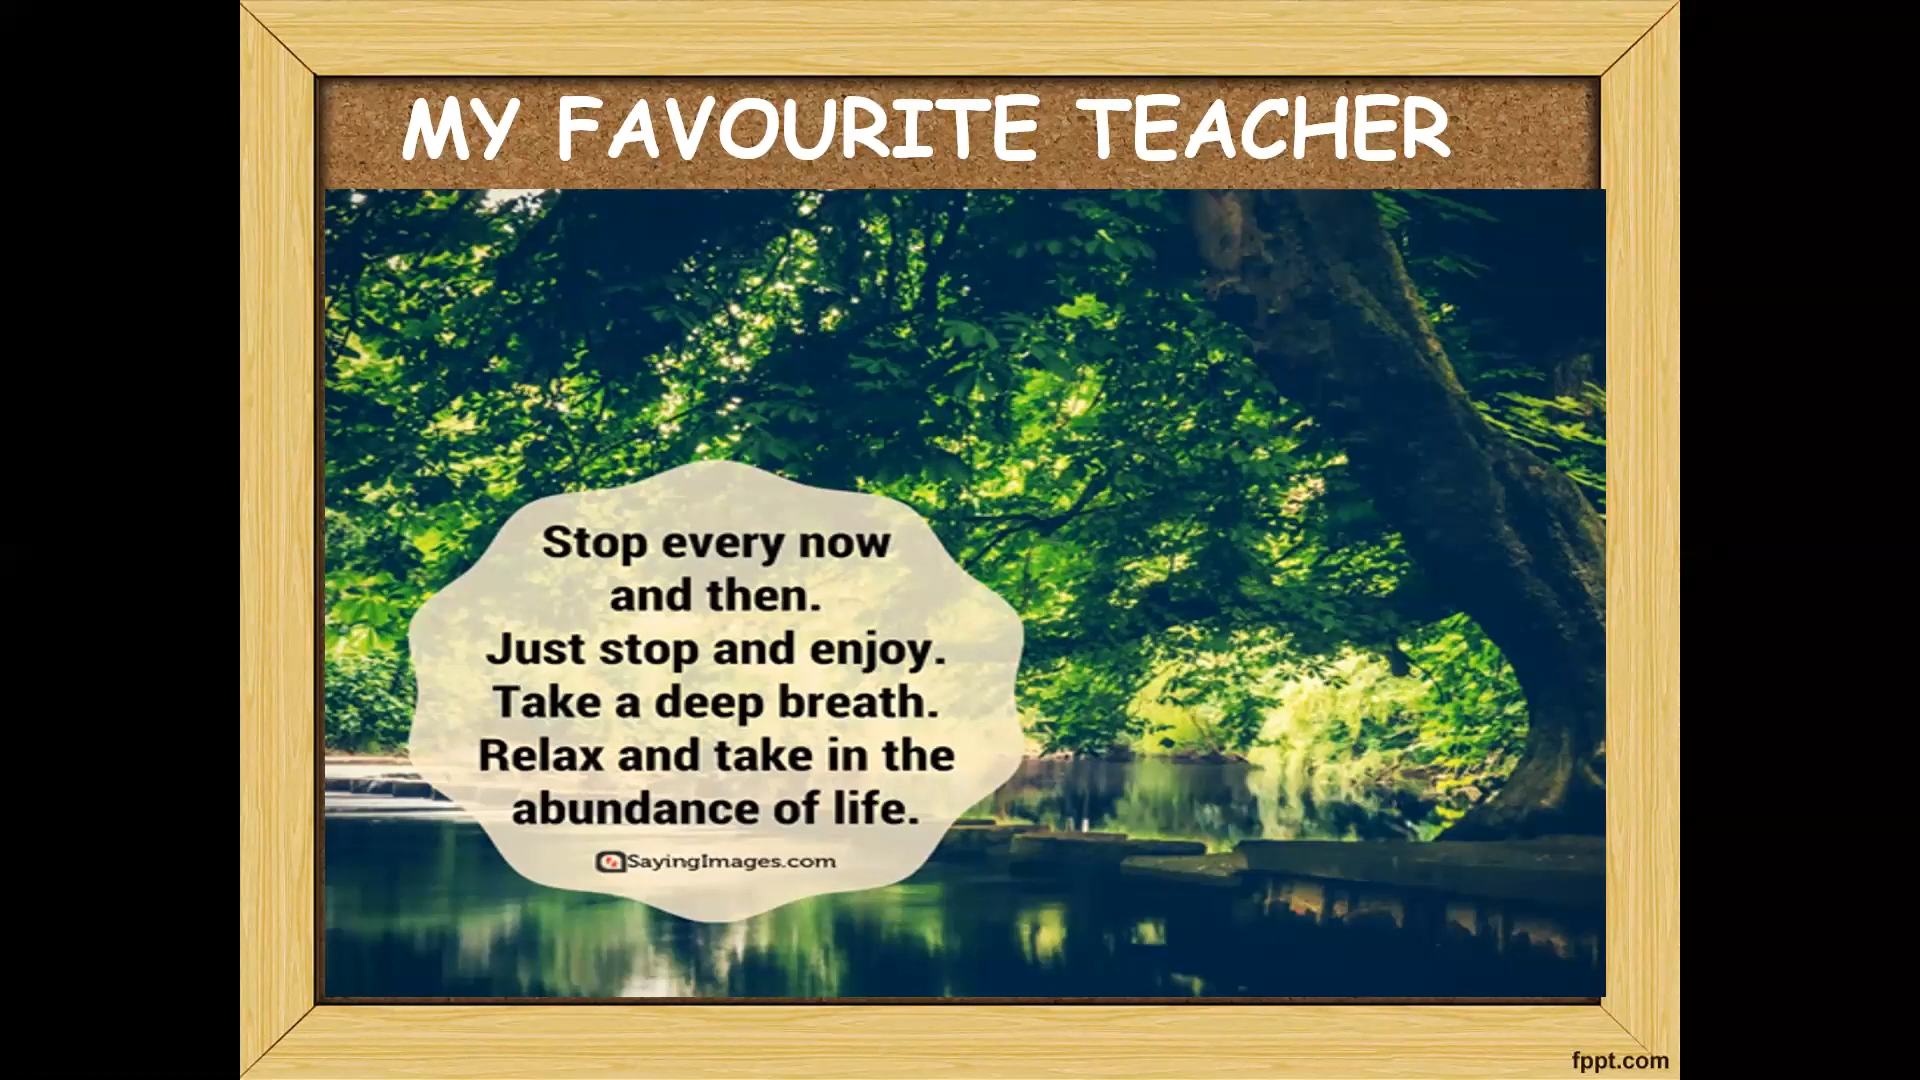 MY FAVOURITE TEACHER
Stop every now
and then.
Just stop and enjoy.
Take a deep breath.
Relax and take in the
abundance of life.
SayingImages.com
fppt.com